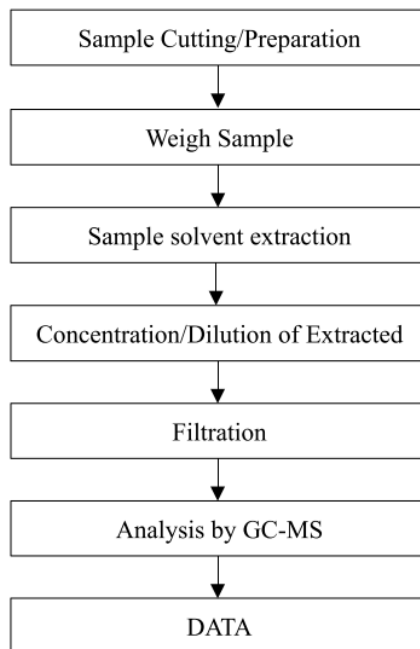 Sample Cutting/Preparation
Weigh Sample
Sample solvent extraction
Concentration/Dilution of Extracted
Filtration
Analysis by GC-MS
DATA